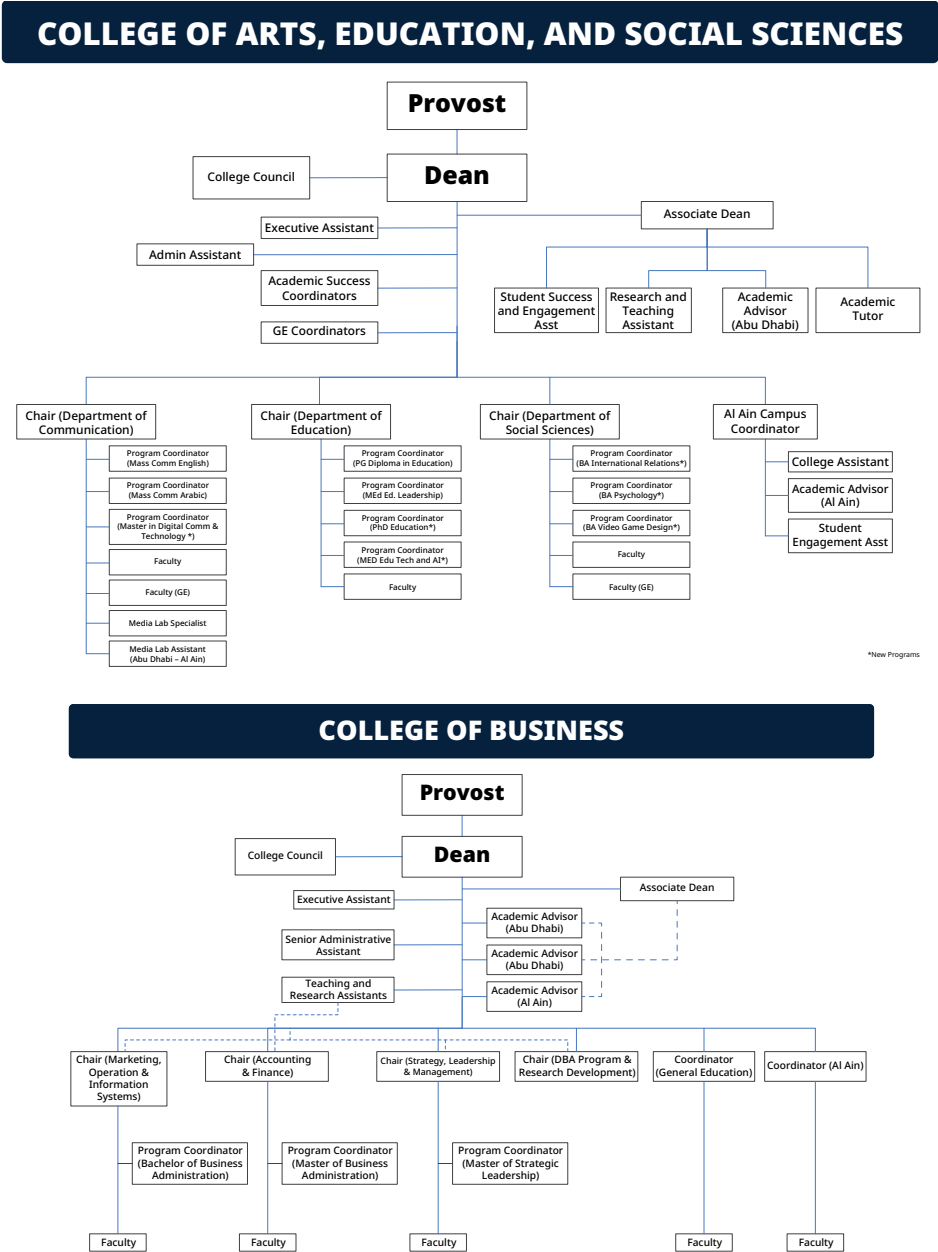 COLLEGE OF ARTS, EDUCATION, AND SOCIAL SCIENCES
Provost
College Council
Dean
Executive Assistant
Associate Dean
Admin Assistant
Academic Success
Coordinators
GE Coordinators
Student Success
and Engagement
Asst
Research and
Teaching
Assistant
Academic
Advisor
(Abu Dhabi)
Academic
Tutor
Chair (Department of
Communication)
Program Coordinator
(Mass Comm English)
Program Coordinator
(Mass Comm Arabic)
Program Coordinator
(Master in Digital Comm &
Technology *)
Faculty
Faculty (GE)
Media Lab Specialist
Media Lab Assistant
(Abu Dhabi – Al Ain)
Chair (Department of
Education)
Program Coordinator
(PG Diploma in Education)
Program Coordinator
(MEd Ed. Leadership)
Program Coordinator
(PhD Education*)
Program Coordinator
(MED Edu Tech and AI*)
Faculty
Chair (Department of
Social Sciences)
Program Coordinator
(BA International Relations*)
Program Coordinator
(BA Psychology*)
Program Coordinator
(BA Video Game Design*)
Faculty
Faculty (GE)
Al Ain Campus
Coordinator
College Assistant
Academic Advisor
(Al Ain)
Student
Engagement Asst
*New Programs
COLLEGE OF BUSINESS
Provost
College Council
Dean
Associate Dean
Executive Assistant
Senior Administrative
Assistant
Teaching and
Research Assistants
Academic Advisor
(Abu Dhabi)
Academic Advisor
(Abu Dhabi)
Academic Advisor
(Al Ain)
Chair (Marketing,
Operation &
Information
Systems)
Chair (Accounting
& Finance)
Chair (Strategy, Leadership
& Management)
Chair (DBA Program &
Research Development)
Coordinator
(General Education)
Coordinator (Al Ain)
Program Coordinator
(Bachelor of Business
Administration)
Program Coordinator
(Master of Business
Administration)
Program Coordinator
(Master of Strategic
Leadership)
Faculty
Faculty
Faculty
Faculty
Faculty